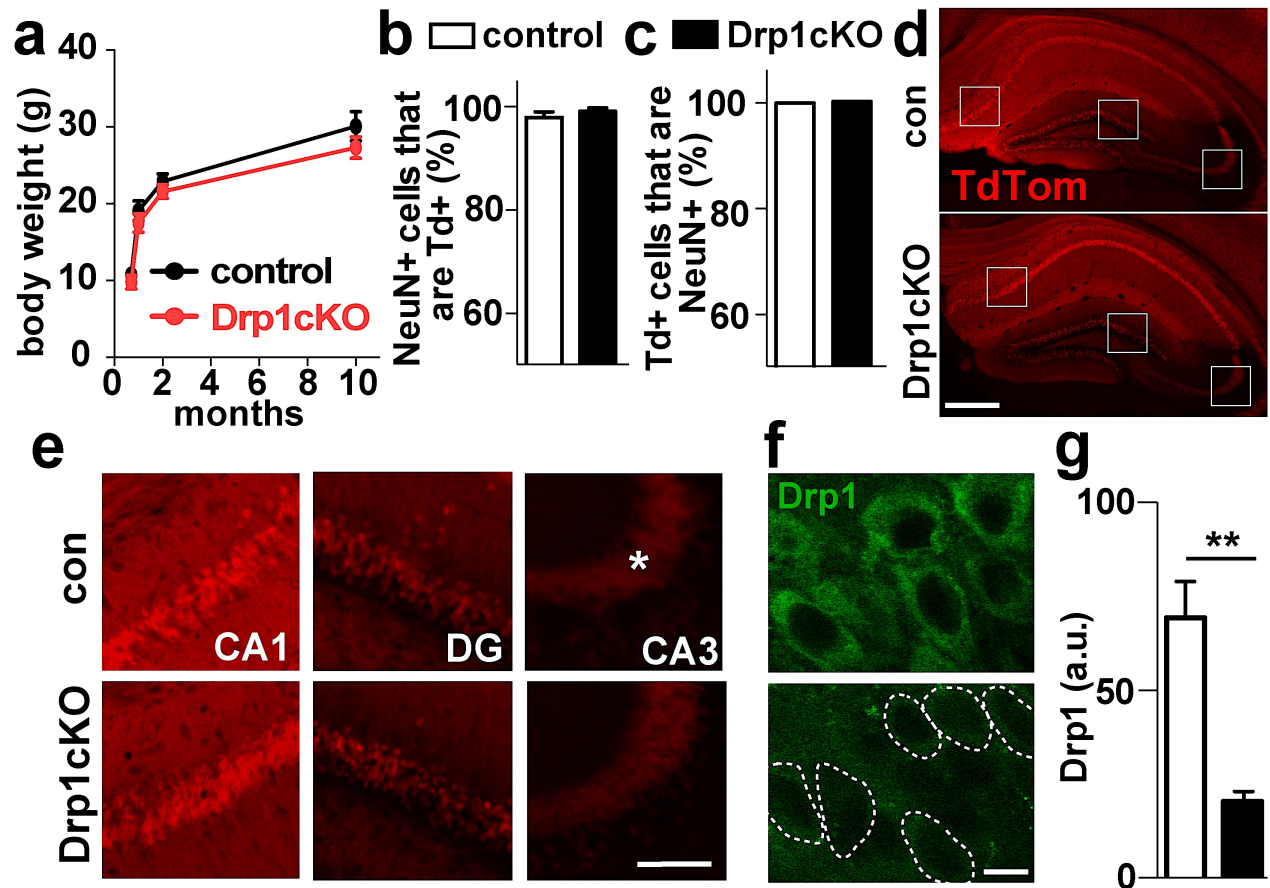 a
40
30
20
10
0
body weight (g)
control
Drp1cKO
0 2 4 6 8 10
months
b
control
NeuN+ cells that
are Td+ (%)
100
80
60
c
Drp1cKO
Td+ cells that are
NeuN+ (%)
100
80
60
d
con
TdTom
Drp1cKO
e
con
CA1
DG
*
CA3
Drp1cKO
f
Drp1
g
100
50
0
Drp1 (a.u.)
**